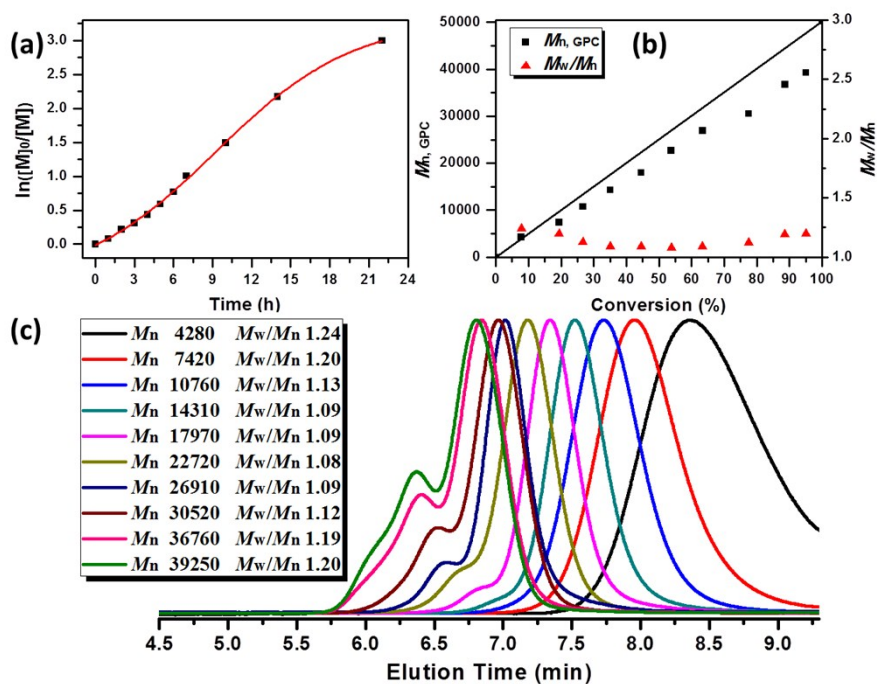 (a)
ln([M]0/[M])
3.0
2.5
2.0
1.5
1.0
0.5
0.0
0 3 6 9 12 15 18 21 24
Time (h)
(b)
Mn, GPC
50000
40000
30000
20000
10000
0
Mn, GPC
Mw/Mn
3.0
2.5
2.0
1.5
1.0
Mw/Mn
0 10 20 30 40 50 60 70 80 90 100
Conversion (%)
(c)
Mn 4280 Mw/Mn 1.24
Mn 7420 Mw/Mn 1.20
Mn 10760 Mw/Mn 1.13
Mn 14310 Mw/Mn 1.09
Mn 17970 Mw/Mn 1.09
Mn 22720 Mw/Mn 1.08
Mn 26910 Mw/Mn 1.09
Mn 30520 Mw/Mn 1.12
Mn 36760 Mw/Mn 1.19
Mn 39250 Mw/Mn 1.20
4.5 5.0 5.5 6.0 6.5 7.0 7.5 8.0 8.5 9.0
Elution Time (min)